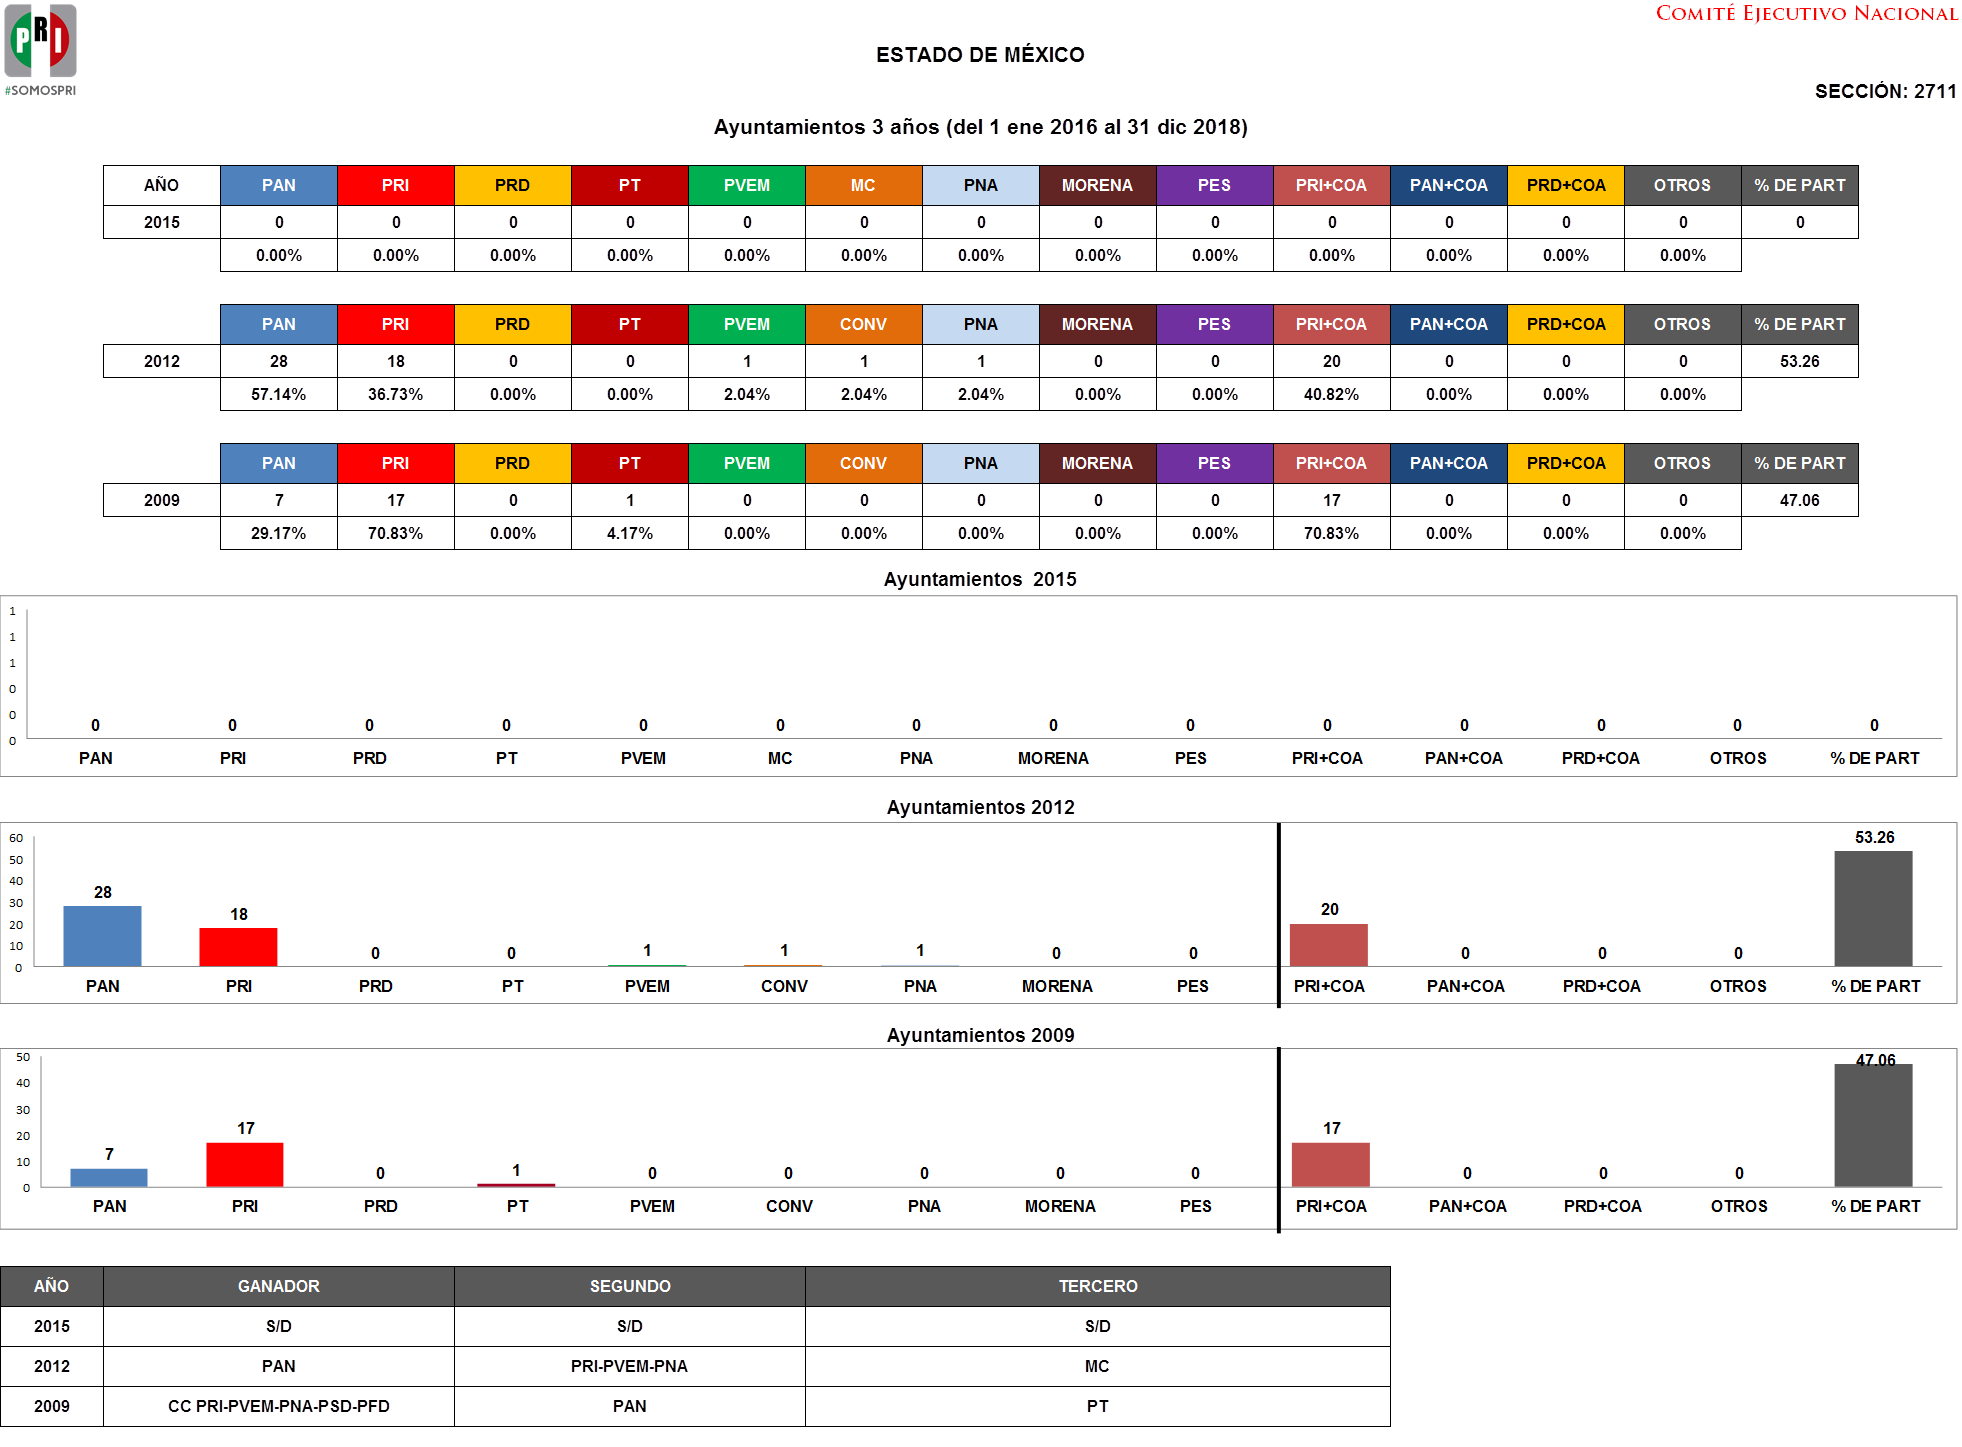 COMITÉ EJECUTIVO NACIONAL
PRI
#SOMOSPRI
ESTADO DE MÉXICO
SECCIÓN: 2711
Ayuntamientos 3 años (del 1 ene 2016 al 31 dic 2018)
AÑO PAN PRI PRD PT PVEM MC PNA MORENA PES PRI+COA PAN+COA PRD+COA OTROS % DE PART
2015 0 0 0 0 0 0 0 0 0 0 0 0 0 0
0.00% 0.00% 0.00% 0.00% 0.00% 0.00% 0.00% 0.00% 0.00% 0.00% 0.00% 0.00% 0.00%
PAN PRI PRD PT PVEM CONV PNA MORENA PES PRI+COA PAN+COA PRD+COA OTROS % DE PART
2012 28 18 0 0 1 1 1 0 0 20 0 0 0 53.26
57.14% 36.73% 0.00% 0.00% 2.04% 2.04% 2.04% 0.00% 0.00% 40.82% 0.00% 0.00% 0.00%
PAN PRI PRD PT PVEM CONV PNA MORENA PES PRI+COA PAN+COA PRD+COA OTROS % DE PART
2009 7 17 0 1 0 0 0 0 0 17 0 0 0 47.06
29.17% 70.83% 0.00% 4.17% 0.00% 0.00% 0.00% 0.00% 0.00% 70.83% 0.00% 0.00% 0.00%
Ayuntamientos 2015
1
1
1
0
0
0
0 0 0 0 0 0 0 0 0 0 0 0 0 0
PAN PRI PRD PT PVEM MC PNA MORENA PES PRI+COA PAN+COA PRD+COA OTROS % DE PART
Ayuntamientos 2012
60
50
40
30
20
10
0
28 18 0 0 1 1 1 0 0 20 0 0 0 53.26
PAN PRI PRD PT PVEM CONV PNA MORENA PES PRI+COA PAN+COA PRD+COA OTROS % DE PART
Ayuntamientos 2009
50
40
30
20
10
0
7 17 0 1 0 0 0 0 0 17 0 0 0 47.06
PAN PRI PRD PT PVEM CONV PNA MORENA PES PRI+COA PAN+COA PRD+COA OTROS % DE PART
AÑO GANADOR SEGUNDO TERCERO
2015 S/D S/D S/D
2012 PAN PRI-PVEM-PNA MC
2009 CC PRI-PVEM-PNA-PSD-PFD PAN PT